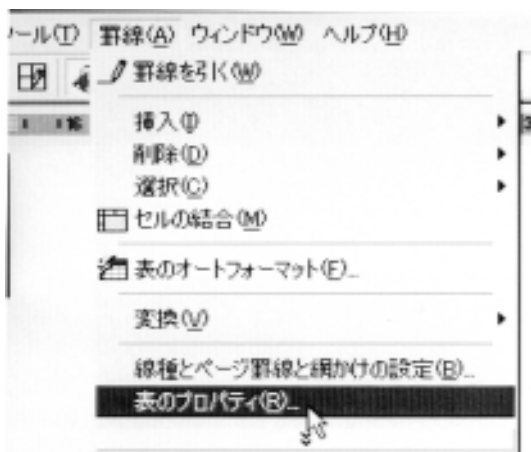 ール(T) 罫線(A) ウィンドウ(W) ヘルプ(H)
罫線を引く(W)
16
挿入(I)
削除(D)
選択(C)
セルの結合(M)
表のオートフォーマット(F)...
変換(V)
線種とページ罫線と網かけの設定(B)...
表のプロパティ(R)...